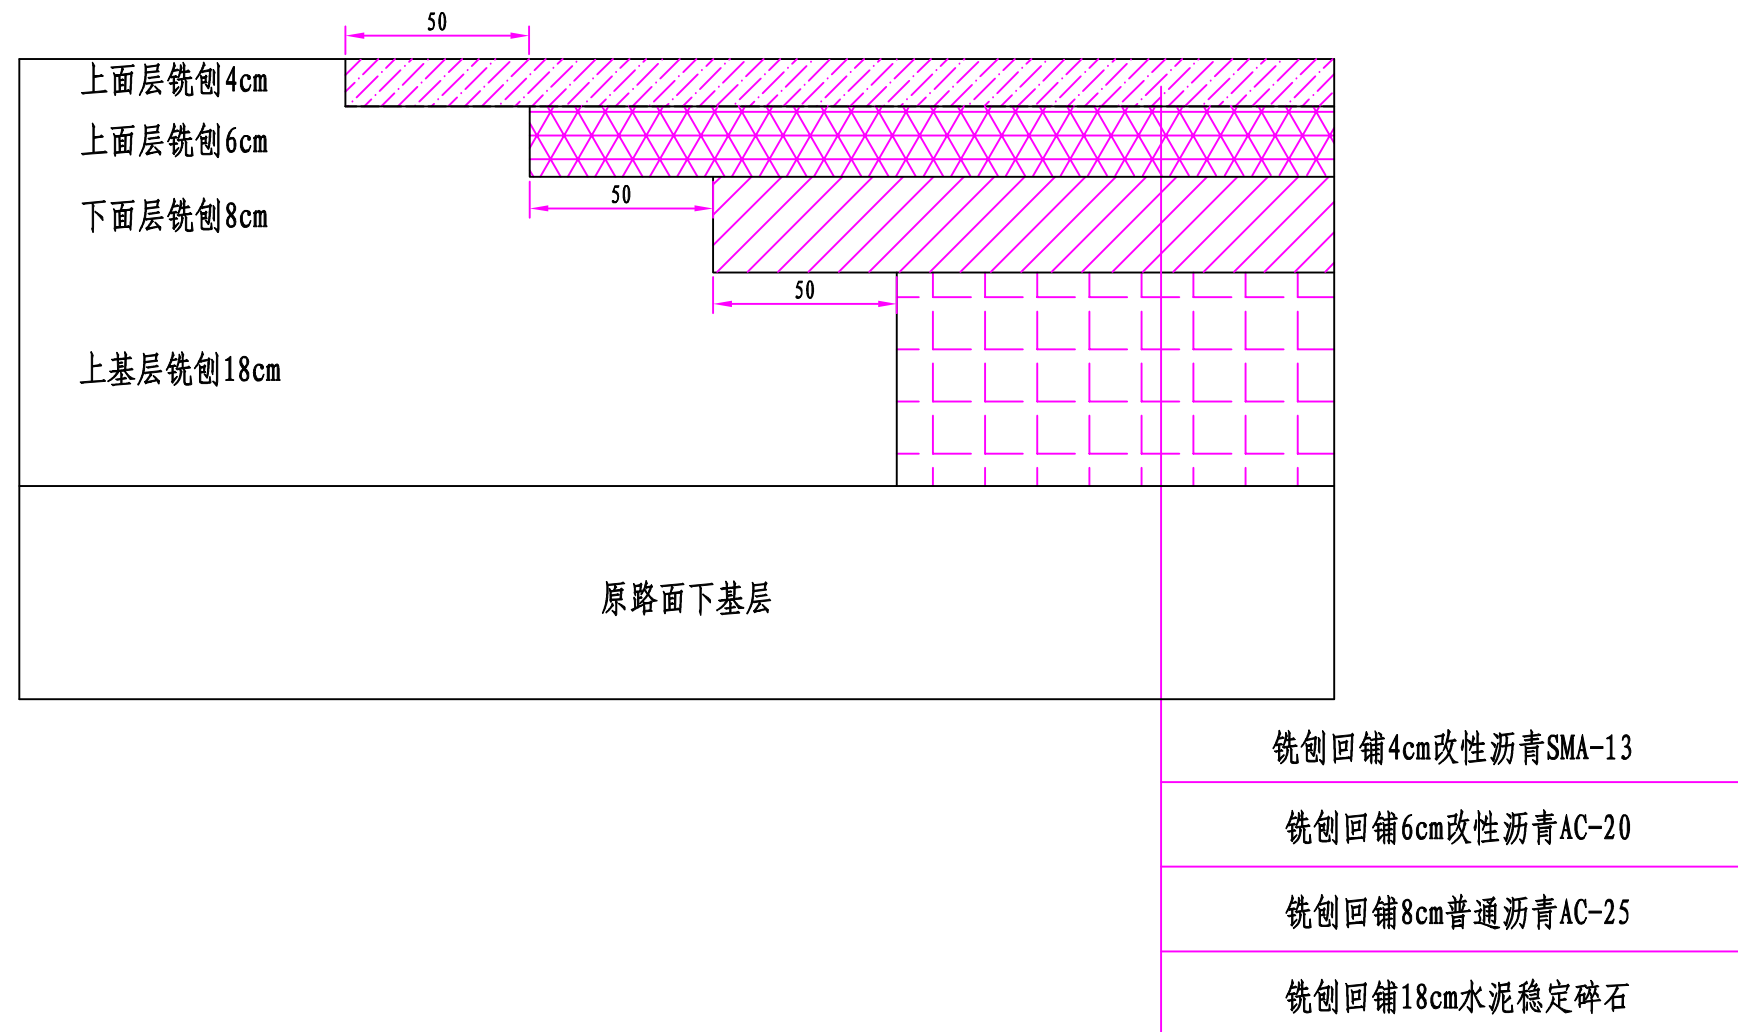 50
上面层铣刨4cm
上面层铣刨6cm
50
下面层铣刨8cm
50
上基层铣刨18cm
原路面下基层
铣刨回铺4cm改性沥青SMA-13
铣刨回铺6cm改性沥青AC-20
铣刨回铺8cm普通沥青AC-25
铣刨回铺18cm水泥稳定碎石